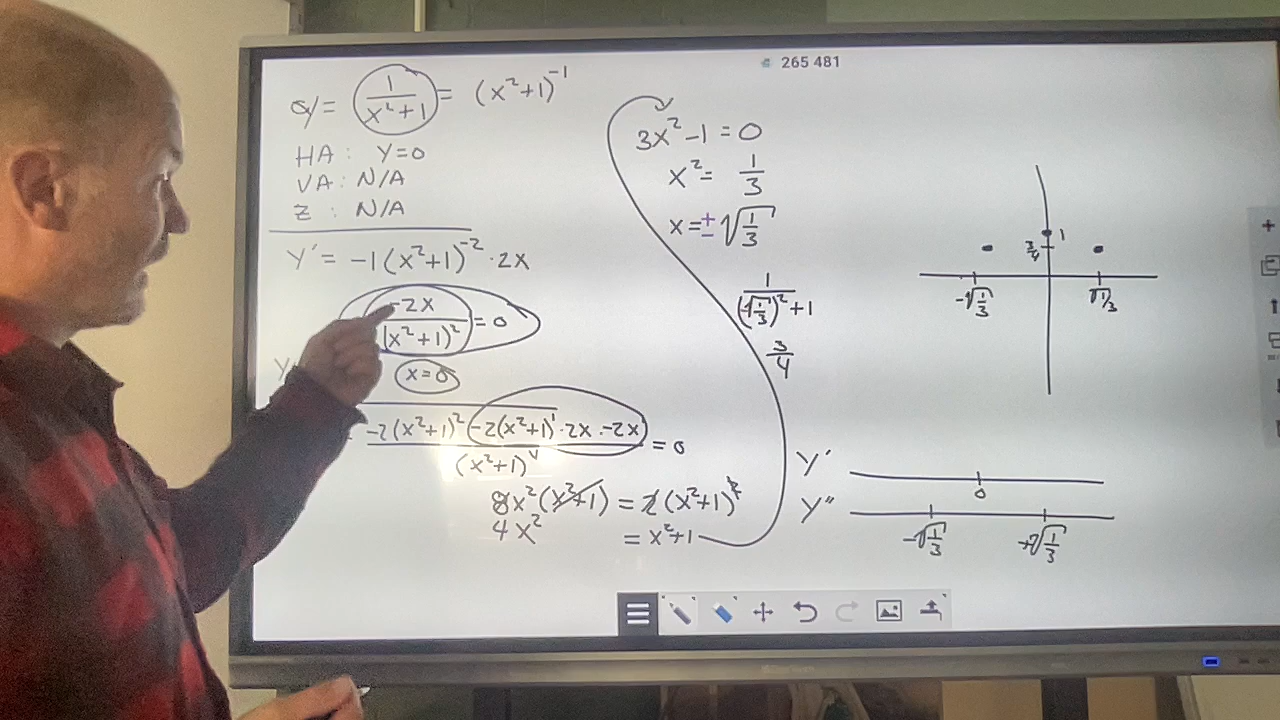 265 481
y = 1/(x²+1) = (x²+1)⁻¹
HA : Y=0
VA : N/A
Z : N/A
Y' = -1(x²+1)⁻² · 2x
-2x/(x²+1)² = 0
x=0
-2(x²+1)² -2(x²+1)' · 2x · -2x / (x²+1)⁴ = 0
8x²(x²+1) = 2(x²+1)²
4x² = x²+1
3x²-1=0
x² = 1/3
x=±√(1/3)
1/((√(1/3))²+1)
3/4
1
3/4
-√(1/3) √(1/3)
Y'
0
Y"
-√(1/3) +√(1/3)